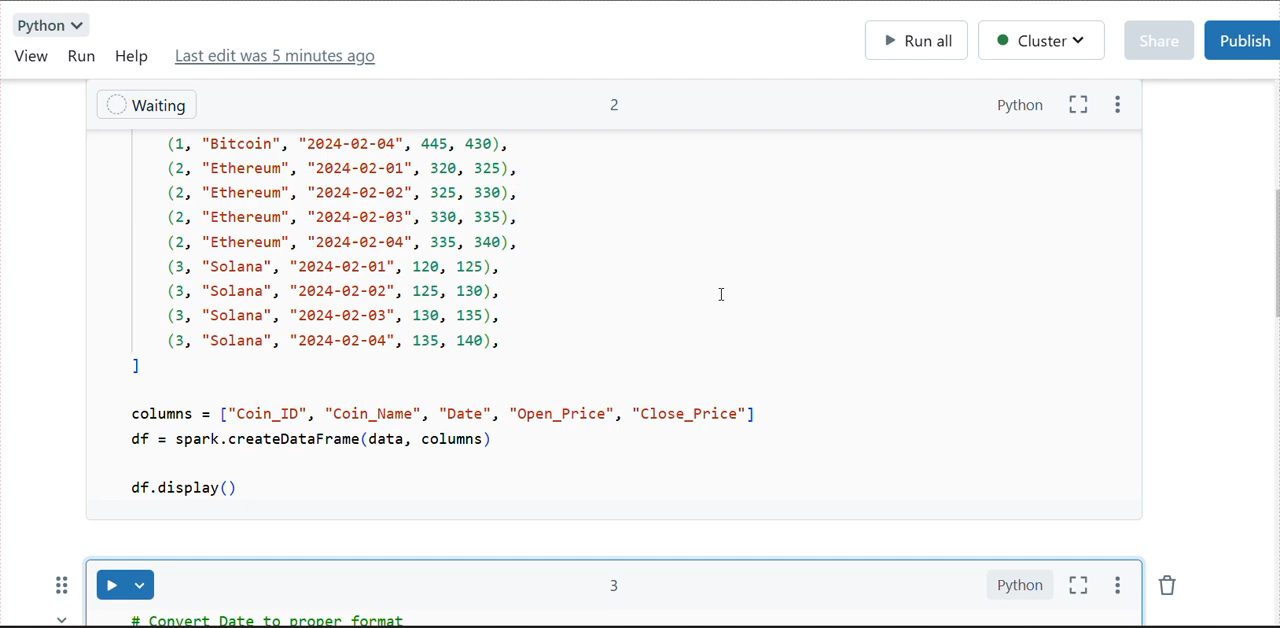 Python
View Run Help Last edit was 5 minutes ago
Run all Cluster Share Publish
Waiting 2 Python
(1, "Bitcoin", "2024-02-04", 445, 430),
(2, "Ethereum", "2024-02-01", 320, 325),
(2, "Ethereum", "2024-02-02", 325, 330),
(2, "Ethereum", "2024-02-03", 330, 335),
(2, "Ethereum", "2024-02-04", 335, 340),
(3, "Solana", "2024-02-01", 120, 125),
(3, "Solana", "2024-02-02", 125, 130),
(3, "Solana", "2024-02-03", 130, 135),
(3, "Solana", "2024-02-04", 135, 140),
]
columns = ["Coin_ID", "Coin_Name", "Date", "Open_Price", "Close_Price"]
df = spark.createDataFrame(data, columns)
df.display()
3 Python
# Convert Date to proper format